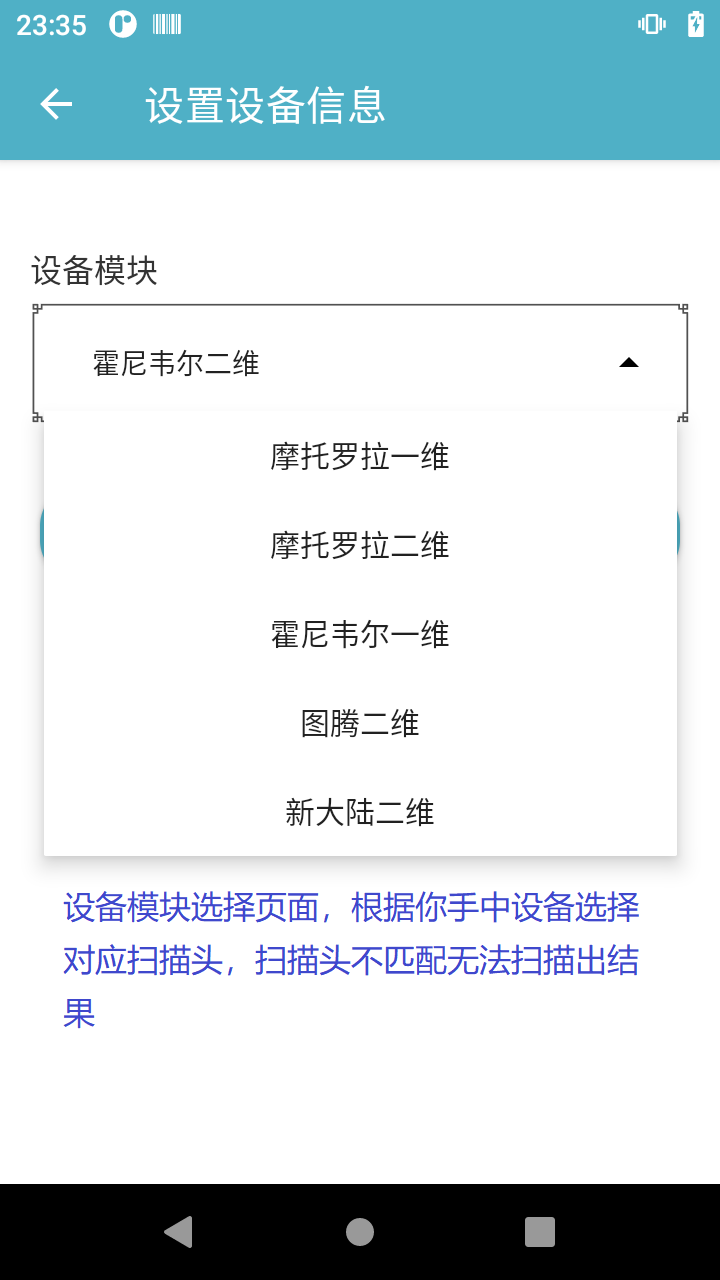 23:35
设置设备信息
设备模块
霍尼韦尔二维
摩托罗拉一维
摩托罗拉二维
霍尼韦尔一维
图腾二维
新大陆二维
设备模块选择页面，根据你手中设备选择
对应扫描头，扫描头不匹配无法扫描出结
果